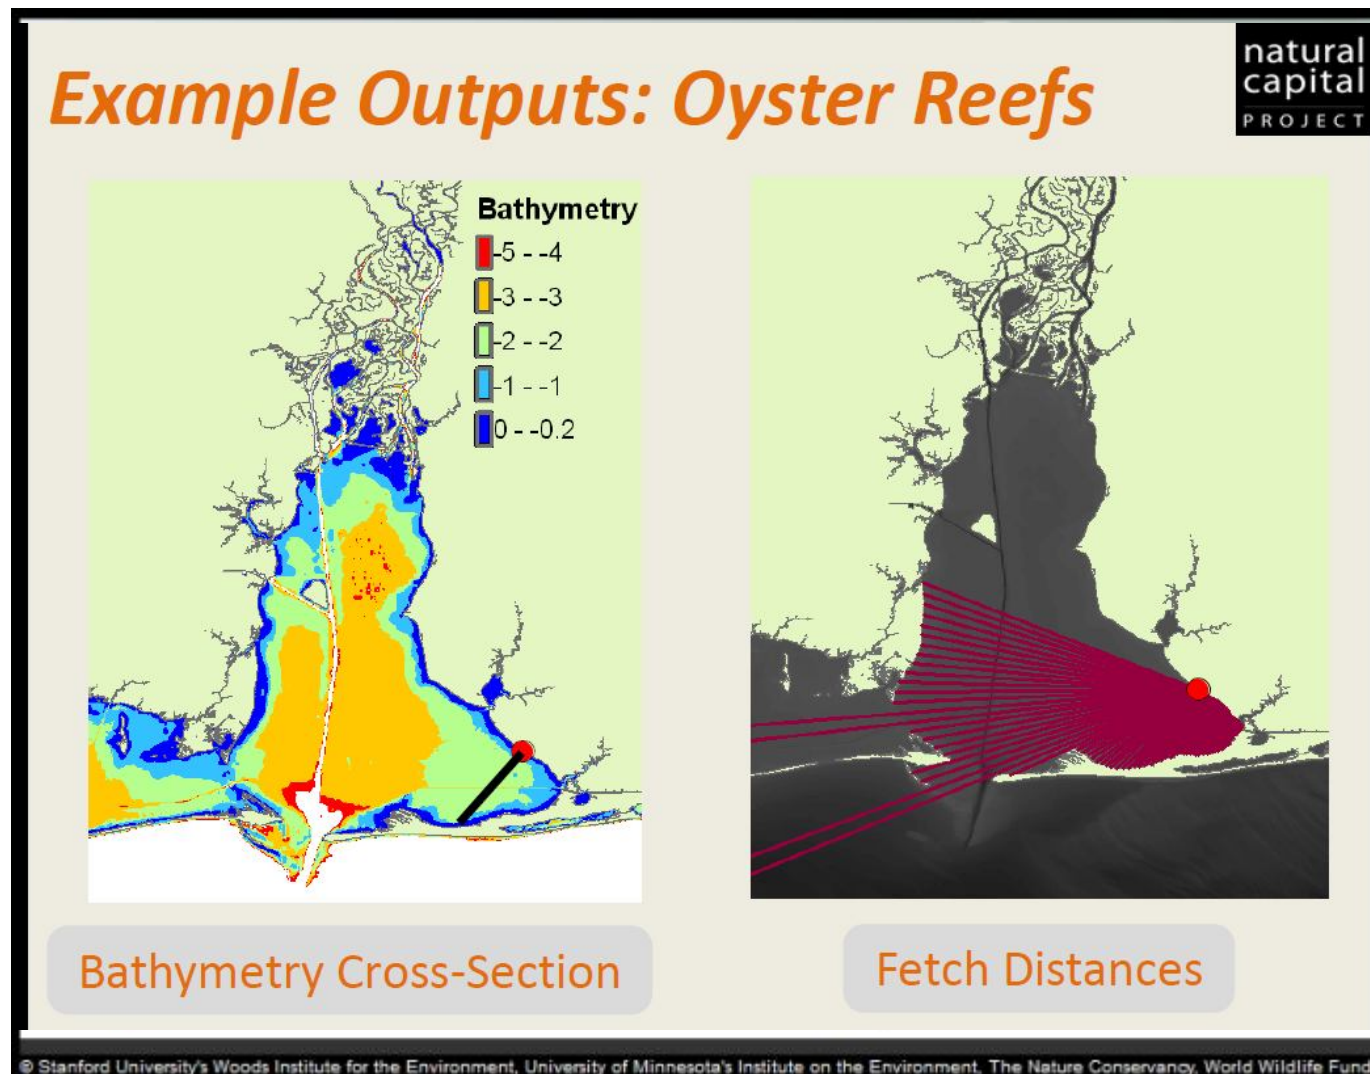 Example Outputs: Oyster Reefs
natural
capital
PROJECT
Bathymetry
-5 - -4
-3 - -3
-2 - -2
-1 - -1
0 - -0.2
Bathymetry Cross-Section
Fetch Distances
© Stanford University's Woods Institute for the Environment, University of Minnesota's Institute on the Environment, The Nature Conservancy, World Wildlife Fund